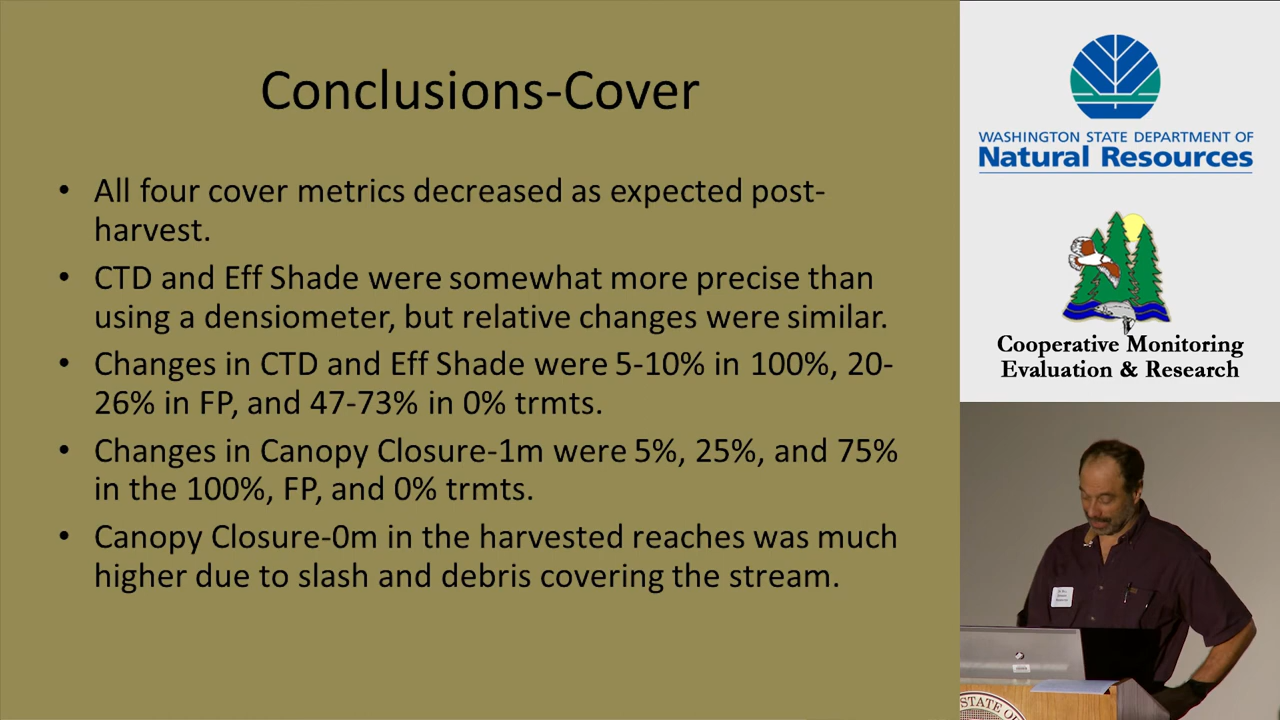 Conclusions-Cover
• All four cover metrics decreased as expected post-
harvest.
• CTD and Eff Shade were somewhat more precise than
using a densiometer, but relative changes were similar.
• Changes in CTD and Eff Shade were 5-10% in 100%, 20-
26% in FP, and 47-73% in 0% trmts.
• Changes in Canopy Closure-1m were 5%, 25%, and 75%
in the 100%, FP, and 0% trmts.
• Canopy Closure-0m in the harvested reaches was much
higher due to slash and debris covering the stream.
WASHINGTON STATE DEPARTMENT OF
Natural Resources
Cooperative Monitoring
Evaluation & Research
STATE OF